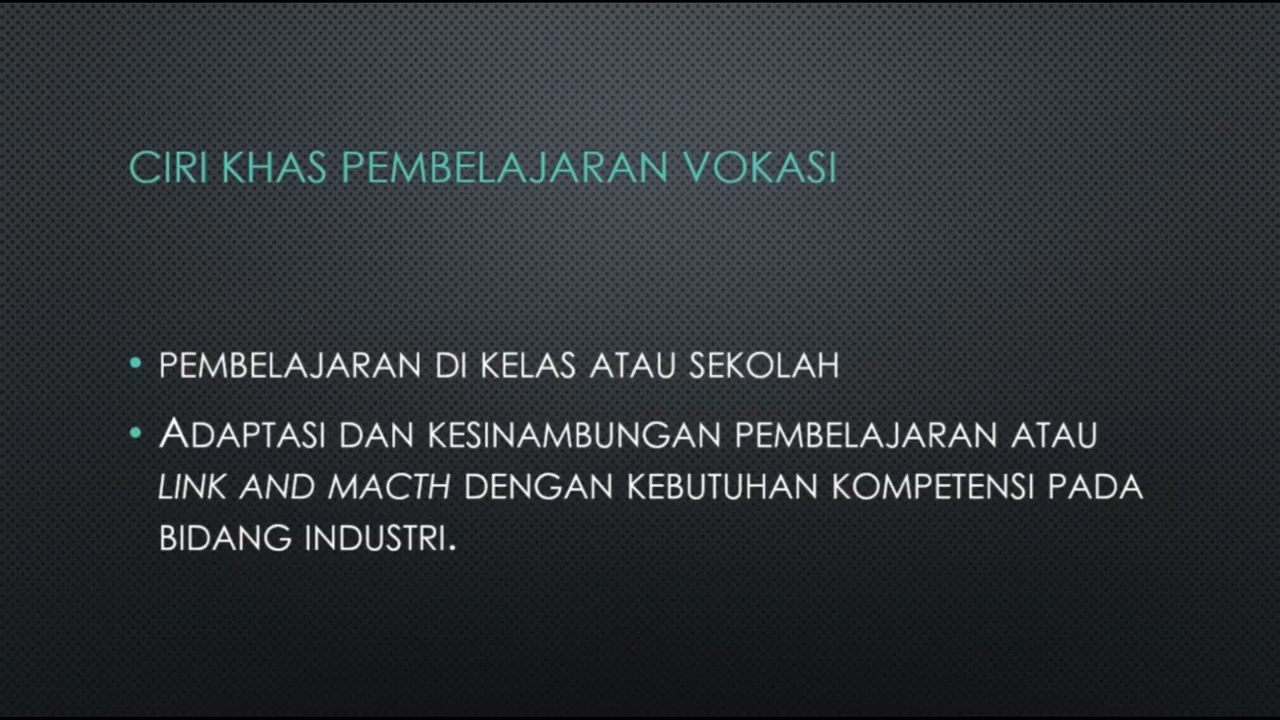 CIRI KHAS PEMBELAJARAN VOKASI
• PEMBELAJARAN DI KELAS ATAU SEKOLAH
• ADAPTASI DAN KESINAMBUNGAN PEMBELAJARAN ATAU
LINK AND MACTH DENGAN KEBUTUHAN KOMPETENSI PADA
BIDANG INDUSTRI.